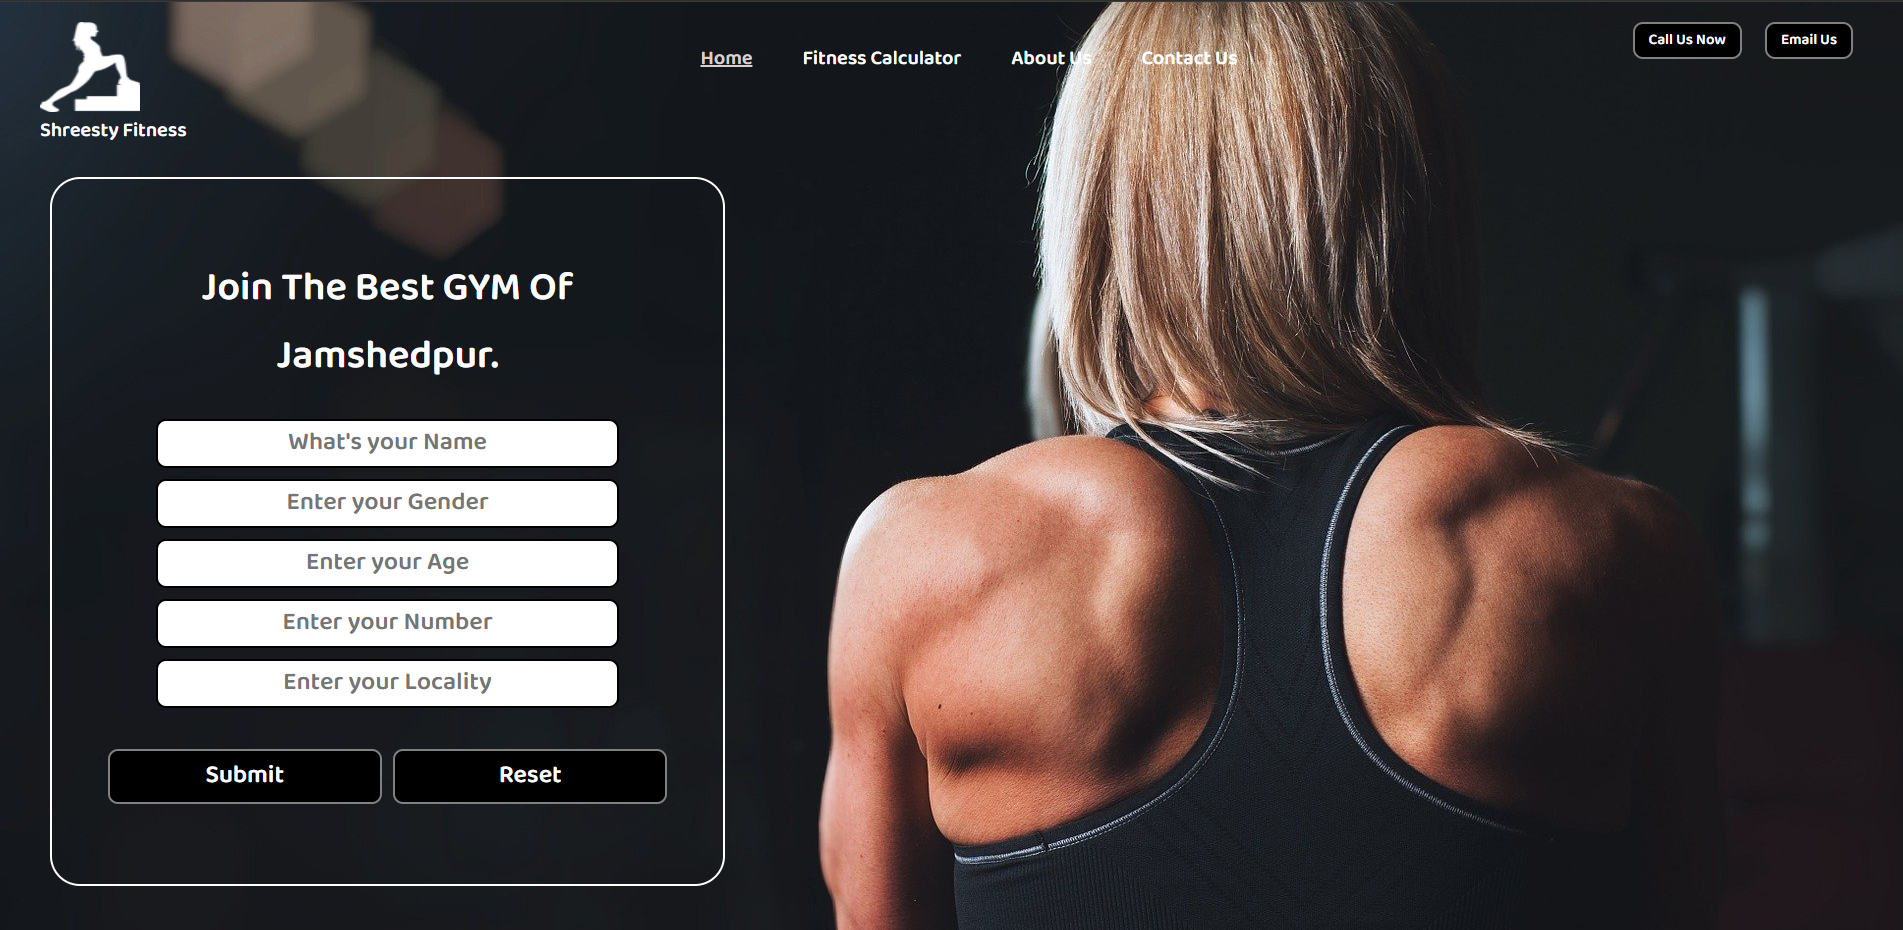 Shreesty Fitness
Home
Fitness Calculator
About Us
Contact Us
Call Us Now
Email Us
Join The Best GYM Of
Jamshedpur.
What's your Name
Enter your Gender
Enter your Age
Enter your Number
Enter your Locality
Submit
Reset